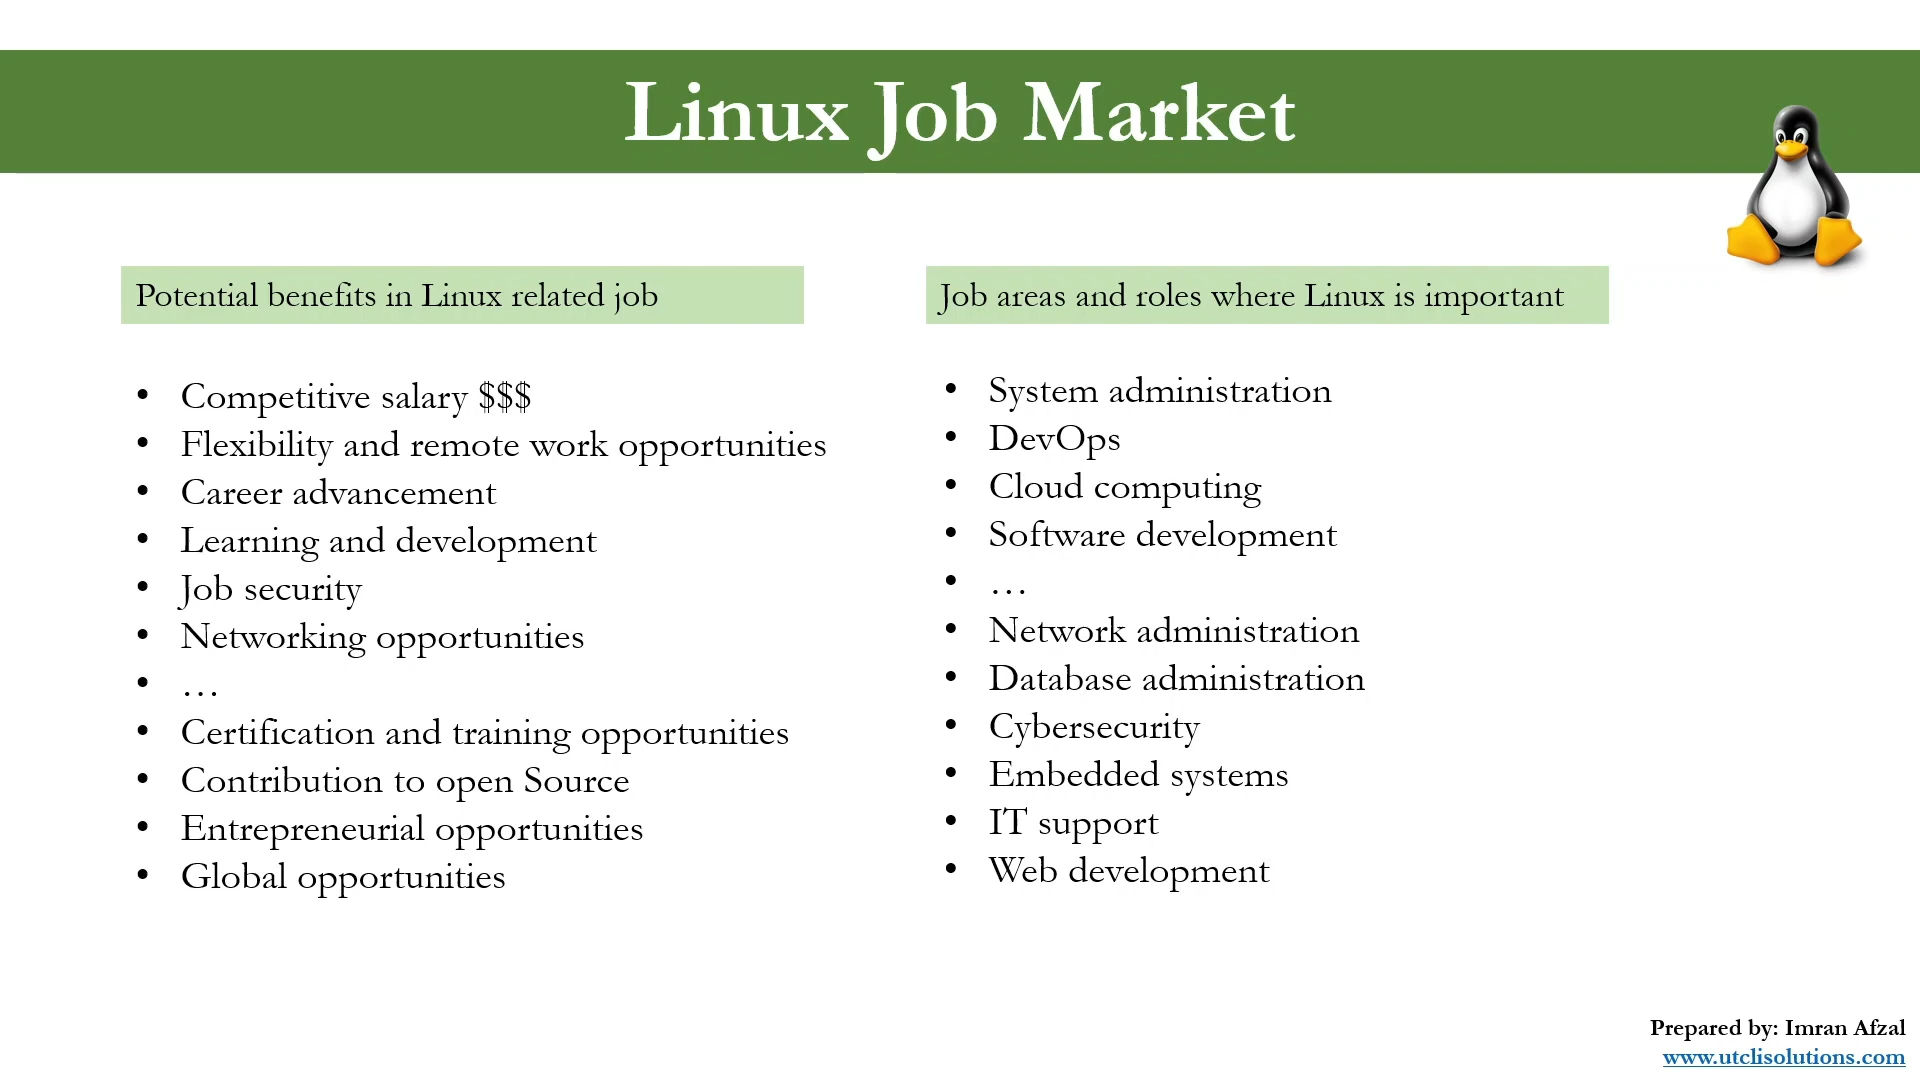 Linux Job Market
Potential benefits in Linux related job
• Competitive salary $$$
• Flexibility and remote work opportunities
• Career advancement
• Learning and development
• Job security
• Networking opportunities
• …
• Certification and training opportunities
• Contribution to open Source
• Entrepreneurial opportunities
• Global opportunities
Job areas and roles where Linux is important
• System administration
• DevOps
• Cloud computing
• Software development
• …
• Network administration
• Database administration
• Cybersecurity
• Embedded systems
• IT support
• Web development
Prepared by: Imran Afzal
www.utclisolutions.com